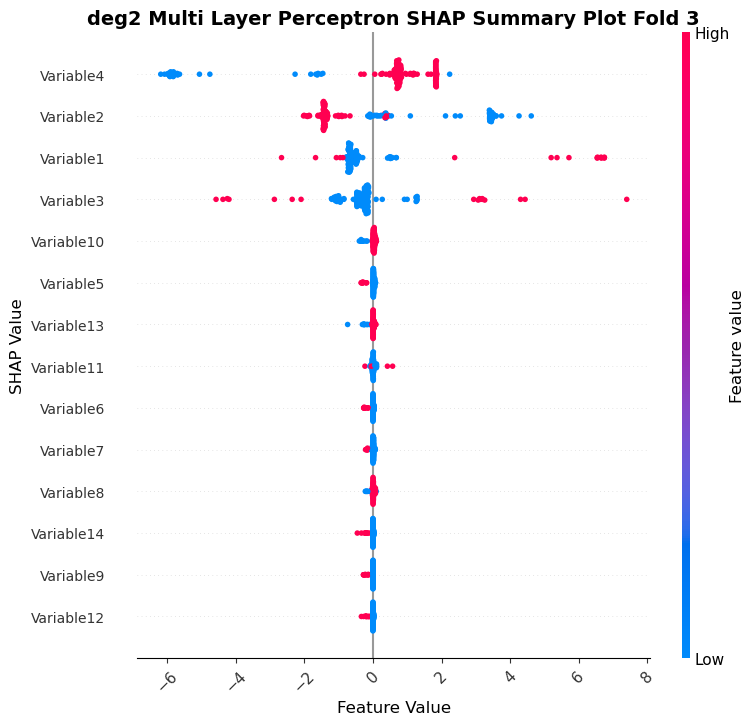 deg2 Multi Layer Perceptron SHAP Summary Plot Fold 3
High
Variable4
Variable2
Variable1
Variable3
Variable10
Variable5
Variable13
Variable11
Variable6
Variable7
Variable8
Variable14
Variable9
Variable12
SHAP Value
Feature value
Low
−6 −4 −2 0 2 4 6 8
Feature Value